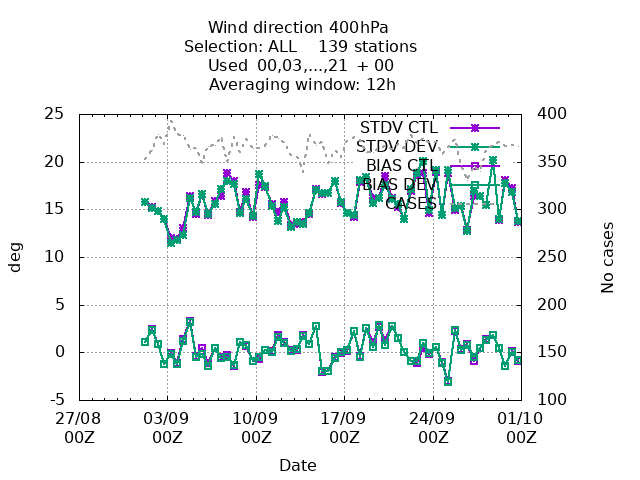 Wind direction 400hPa
Selection: ALL    139 stations
Used  00,03,...,21  + 00
Averaging window: 12h
25
20
15
10
5
0
-5
deg
400
350
300
250
200
150
100
No cases
STDV CTL
STDV DEV
BIAS CTL
BIAS DEV
CASES
27/08 03/09 10/09 17/09 24/09 01/10
00Z 00Z 00Z 00Z 00Z 00Z
Date